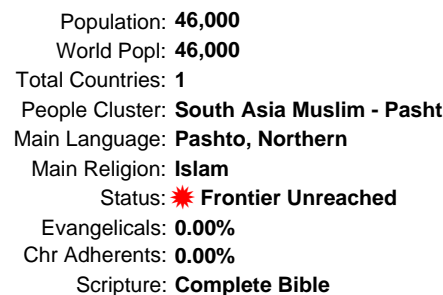 Population: 46,000
World Popl: 46,000
Total Countries: 1
People Cluster: South Asia Muslim - Pasht
Main Language: Pashto, Northern
Main Religion: Islam
Status: Frontier Unreached
Evangelicals: 0.00%
Chr Adherents: 0.00%
Scripture: Complete Bible